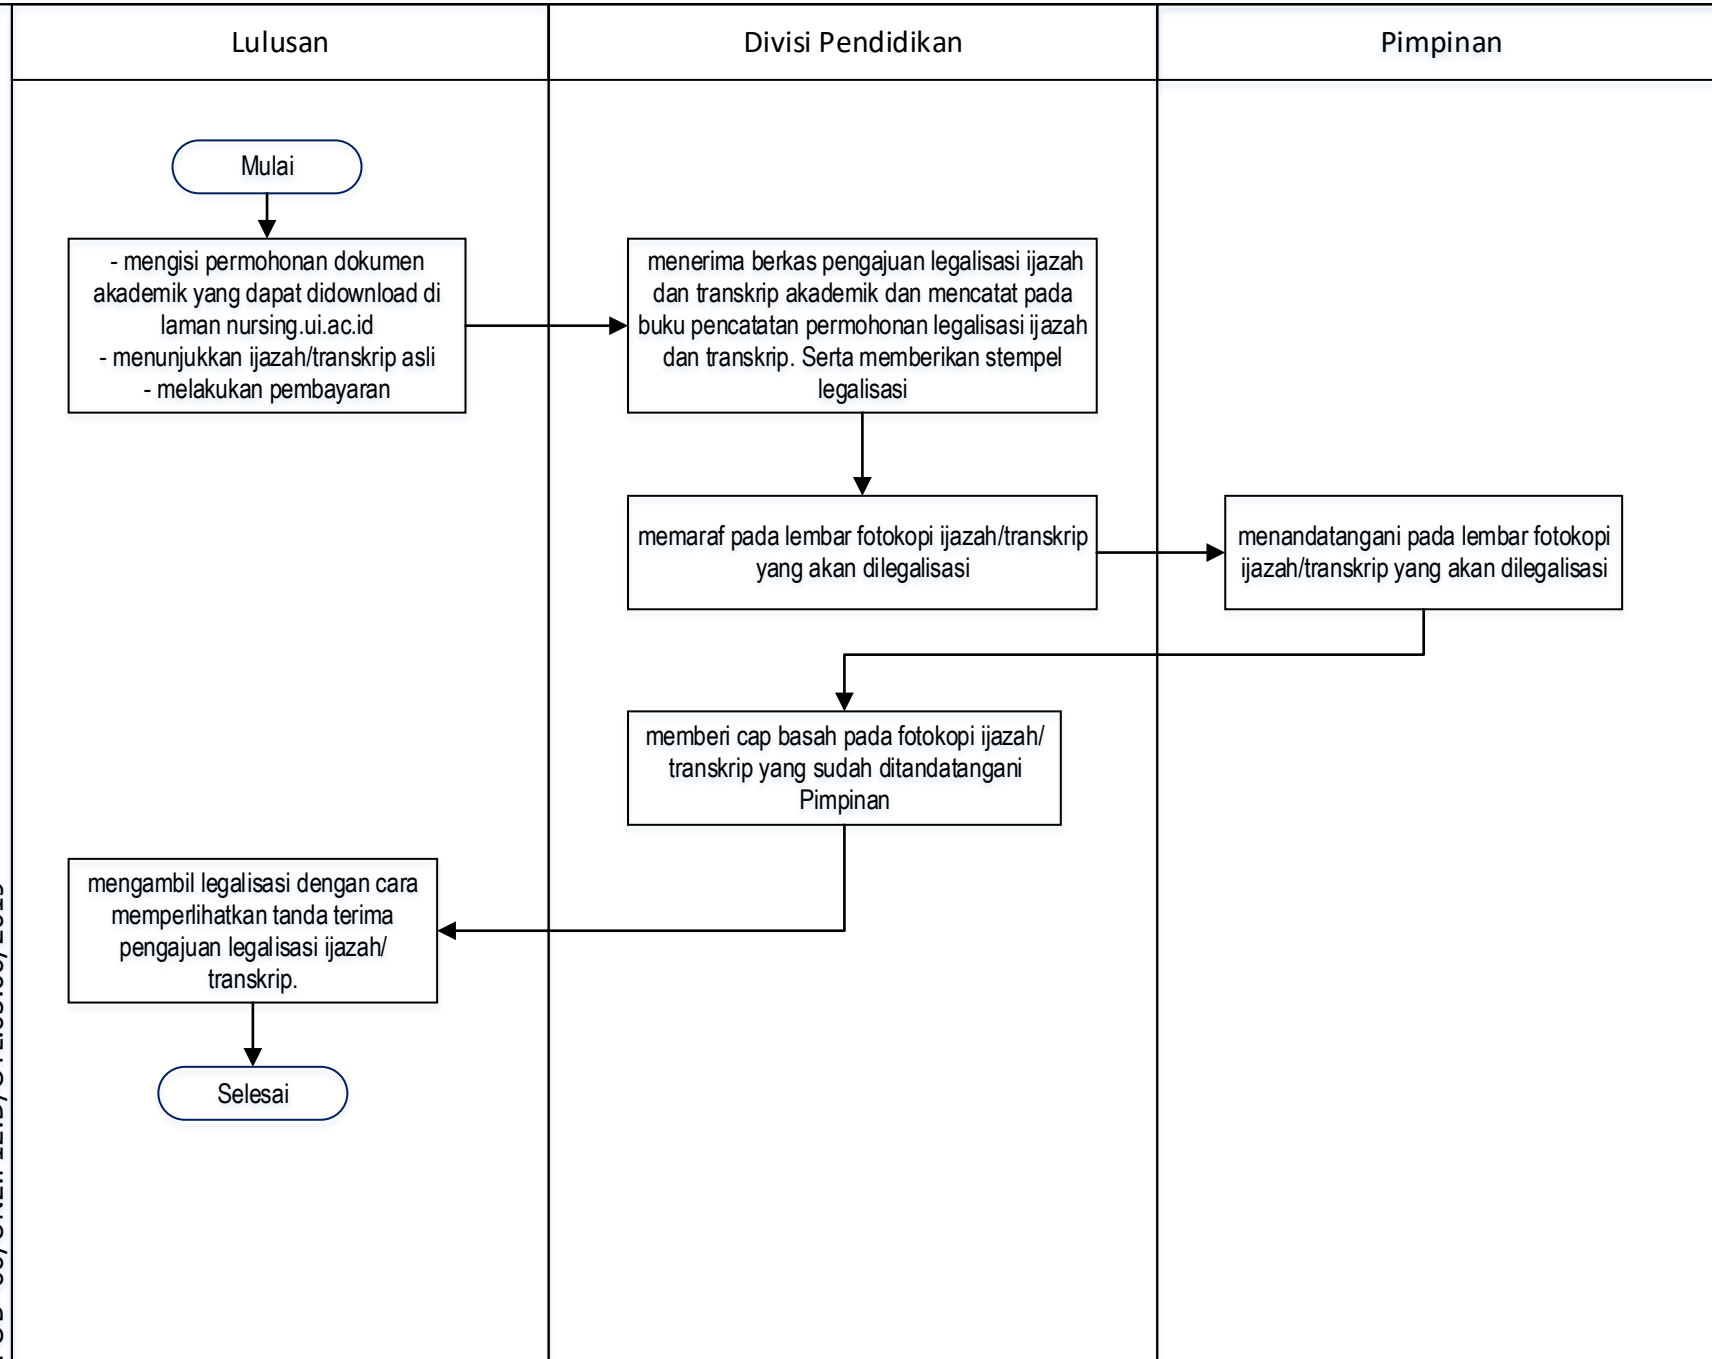 Lulusan
Divisi Pendidikan
Pimpinan
Mulai
- mengisi permohonan dokumen
akademik yang dapat didownload di
laman nursing.ui.ac.id
- menunjukkan ijazah/transkrip asli
- melakukan pembayaran
menerima berkas pengajuan legalisasi ijazah
dan transkrip akademik dan mencatat pada
buku pencatatan permohonan legalisasi ijazah
dan transkrip. Serta memberikan stempel
legalisasi
memaraf pada lembar fotokopi ijazah/transkrip
yang akan dilegalisasi
menandatangani pada lembar fotokopi
ijazah/transkrip yang akan dilegalisasi
memberi cap basah pada fotokopi ijazah/
transkrip yang sudah ditandatangani
Pimpinan
mengambil legalisasi dengan cara
memperlihatkan tanda terima
pengajuan legalisasi ijazah/
transkrip.
Selesai